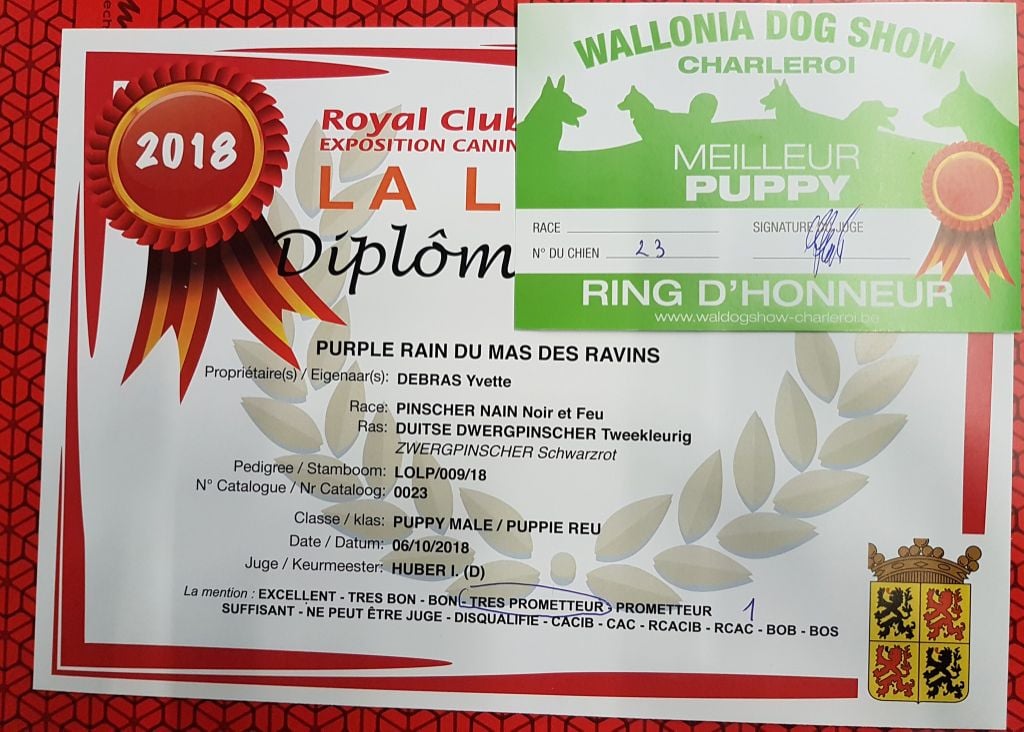 ech
2018
Royal Club
EXPOSITION CANIN
LA L
Diplôm
WALLONIA DOG SHOW
CHARLEROI
MEILLEUR
PUPPY
RACE
SIGNATURE DU JUGE
N° DU CHIEN 23
RING D'HONNEUR
www.waldogshow-charleroi.be
PURPLE RAIN DU MAS DES RAVINS
Propriétaire(s) / Eigenaar(s): DEBRAS Yvette
Race: PINSCHER NAIN Noir et Feu
Ras: DUITSE DWERGPINSCHER Tweekleurig
ZWERGPINSCHER Schwarzrot
Pedigree / Stamboom: LOLP/009/18
N° Catalogue / Nr Cataloog: 0023
Classe / klas: PUPPY MALE / PUPPIE REU
Date / Datum: 06/10/2018
Juge / Keurmeester: HUBER I. (D)
La mention : EXCELLENT - TRES BON - BON - TRES PROMETTEUR - PROMETTEUR 1
SUFFISANT - NE PEUT ÊTRE JUGE - DISQUALIFIE - CACIB - CAC - RCACIB - RCAC - BOB - BOS